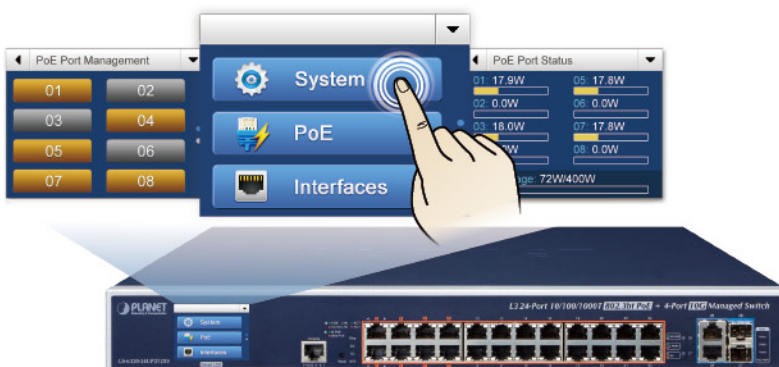 PoE Port Management
01 02
03 04
05 06
07 08
System
PoE
Interfaces
PoE Port Status
01: 17.9W 05: 17.8W
02: 0.0W 06: 0.0W
03: 18.0W 07: 17.8W
0W 08: 0.0W
age: 72W/400W
PLANET
L3 24-Port 10/100/1000T 802.3bt PoE + 4-Port 10G Managed Switch
System
PoE
Interfaces